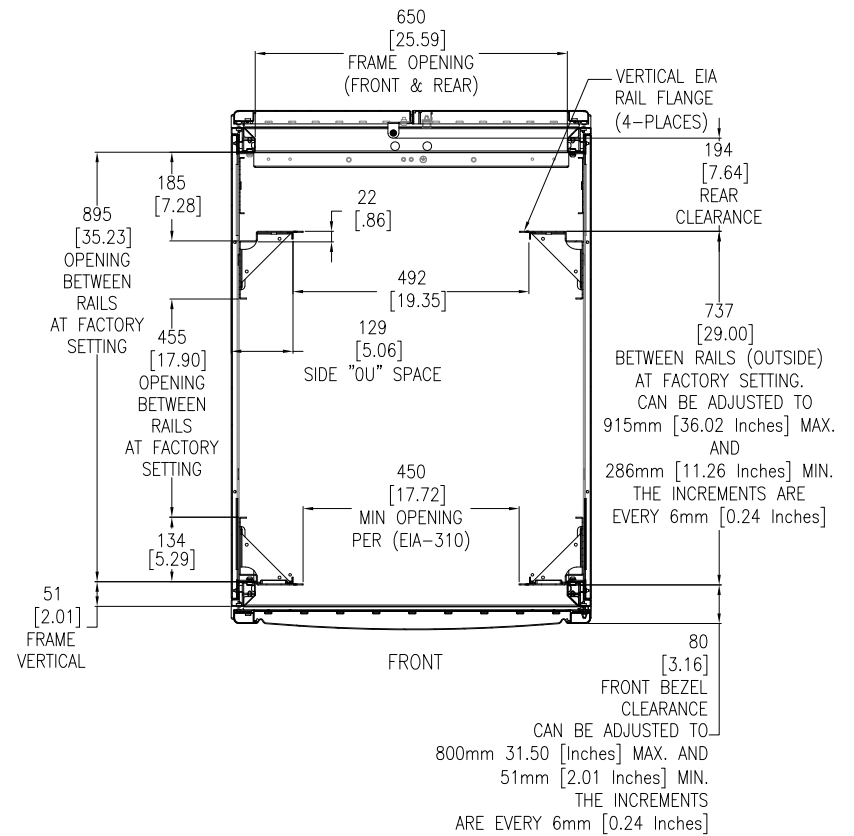 650
[25.59]
FRAME OPENING
(FRONT & REAR)
VERTICAL EIA
RAIL FLANGE
(4-PLACES)
194
[7.64]
REAR
CLEARANCE
185
[7.28]
22
[.86]
895
[35.23]
OPENING
BETWEEN
RAILS
AT FACTORY
SETTING
492
[19.35]
129
[5.06]
SIDE "0U" SPACE
455
[17.90]
OPENING
BETWEEN
RAILS
AT FACTORY
SETTING
737
[29.00]
BETWEEN RAILS (OUTSIDE)
AT FACTORY SETTING.
CAN BE ADJUSTED TO
915mm [36.02 Inches] MAX.
AND
286mm [11.26 Inches] MIN.
THE INCREMENTS ARE
EVERY 6mm [0.24 Inches]
450
[17.72]
MIN OPENING
PER (EIA-310)
134
[5.29]
51
[2.01]
FRAME
VERTICAL
FRONT
80
[3.16]
FRONT BEZEL
CLEARANCE
CAN BE ADJUSTED TO
800mm 31.50 [Inches] MAX. AND
51mm [2.01 Inches] MIN.
THE INCREMENTS
ARE EVERY 6mm [0.24 Inches]